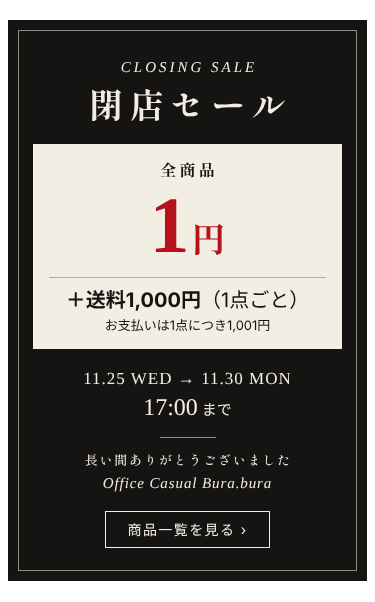 CLOSING SALE
閉店セール
全商品
1円
＋送料1,000円（1点ごと）
お支払いは1点につき1,001円
11.25 WED → 11.30 MON
17:00 まで
長い間ありがとうございました
Office Casual Bura.bura
商品一覧を見る ›